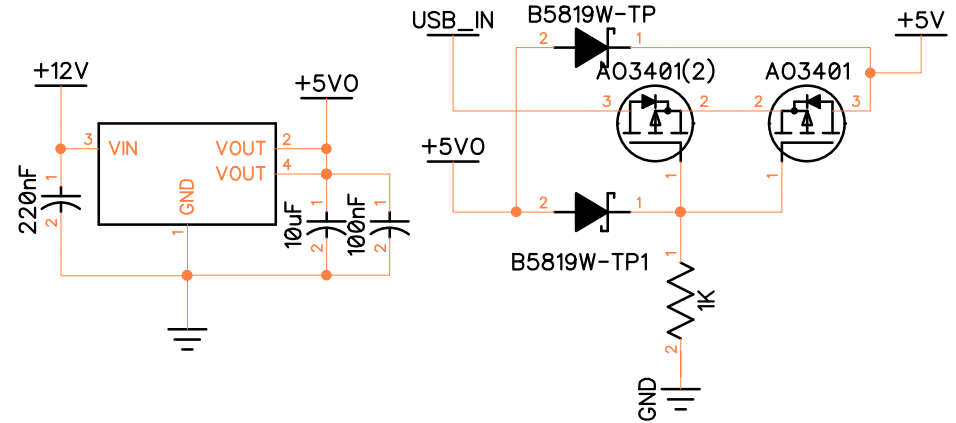 B5819W-TP
USB_IN
+5V
2
1
+12V
AO3401(2)
AO3401
+5VO
3
2
2
3
3
VIN
VOUT
2
VOUT
4
+5VO
1
220nF
2
GND
1
10uF
1
2
100nF
1
2
1
1
2
1
B5819W-TP1
1
1K
2
GND